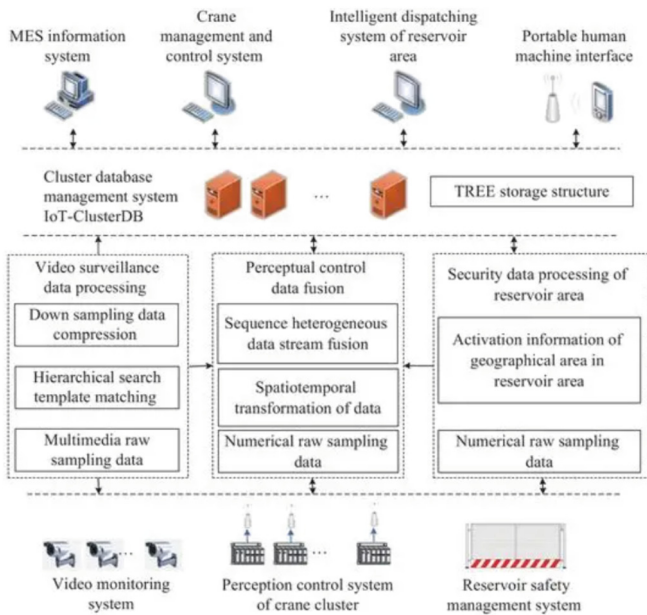 MES information
system
Crane
management and
control system
Intelligent dispatching
system of reservoir
area
Portable human
machine interface
Cluster database
management system
IoT-ClusterDB
...
TREE storage structure
Video surveillance
data processing
Down sampling data
compression
Hierarchical search
template matching
Multimedia raw
sampling data
Perceptual control
data fusion
Sequence heterogeneous
data stream fusion
Spatiotemporal
transformation of data
Numerical raw sampling
data
Security data processing of
reservoir area
Activation information of
geographical area in
reservoir area
Numerical raw sampling
data
...
Video monitoring
system
...
Perception control system
of crane cluster
Reservoir safety
management system